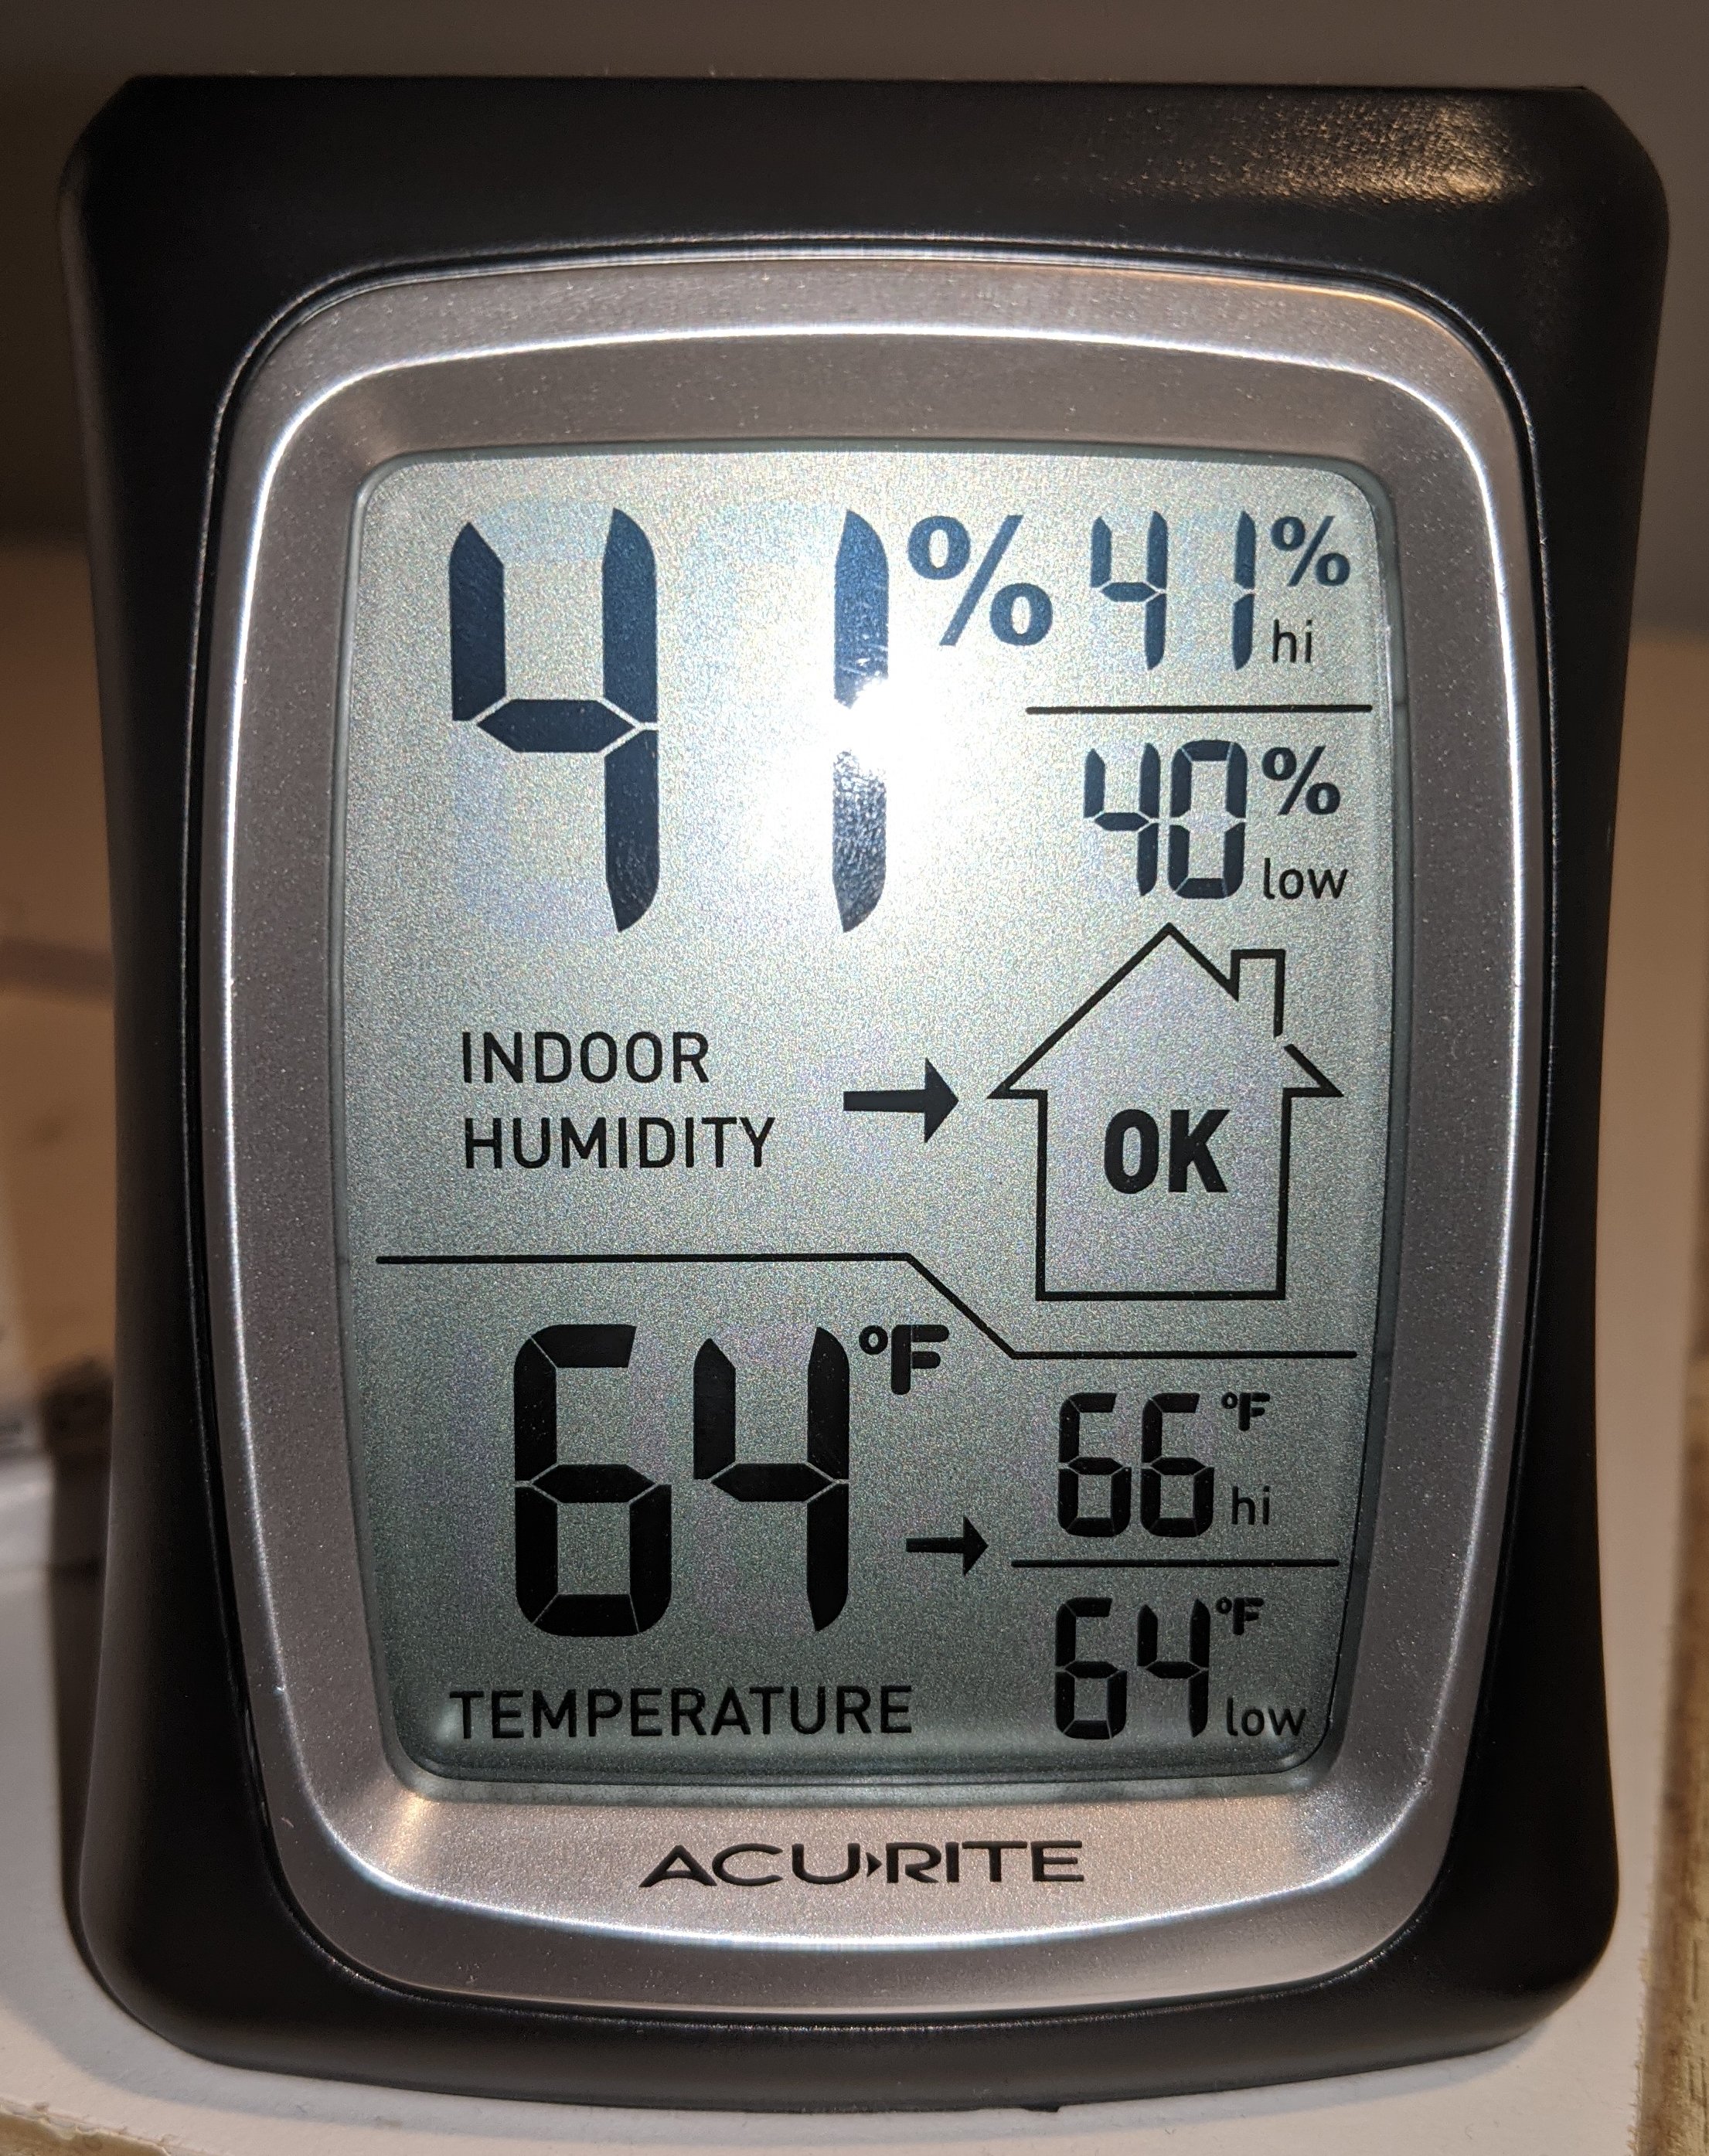 41% 41% hi
40% low
INDOOR
HUMIDITY
OK
64 °F
66 °F hi
64 °F low
TEMPERATURE
ACURITE